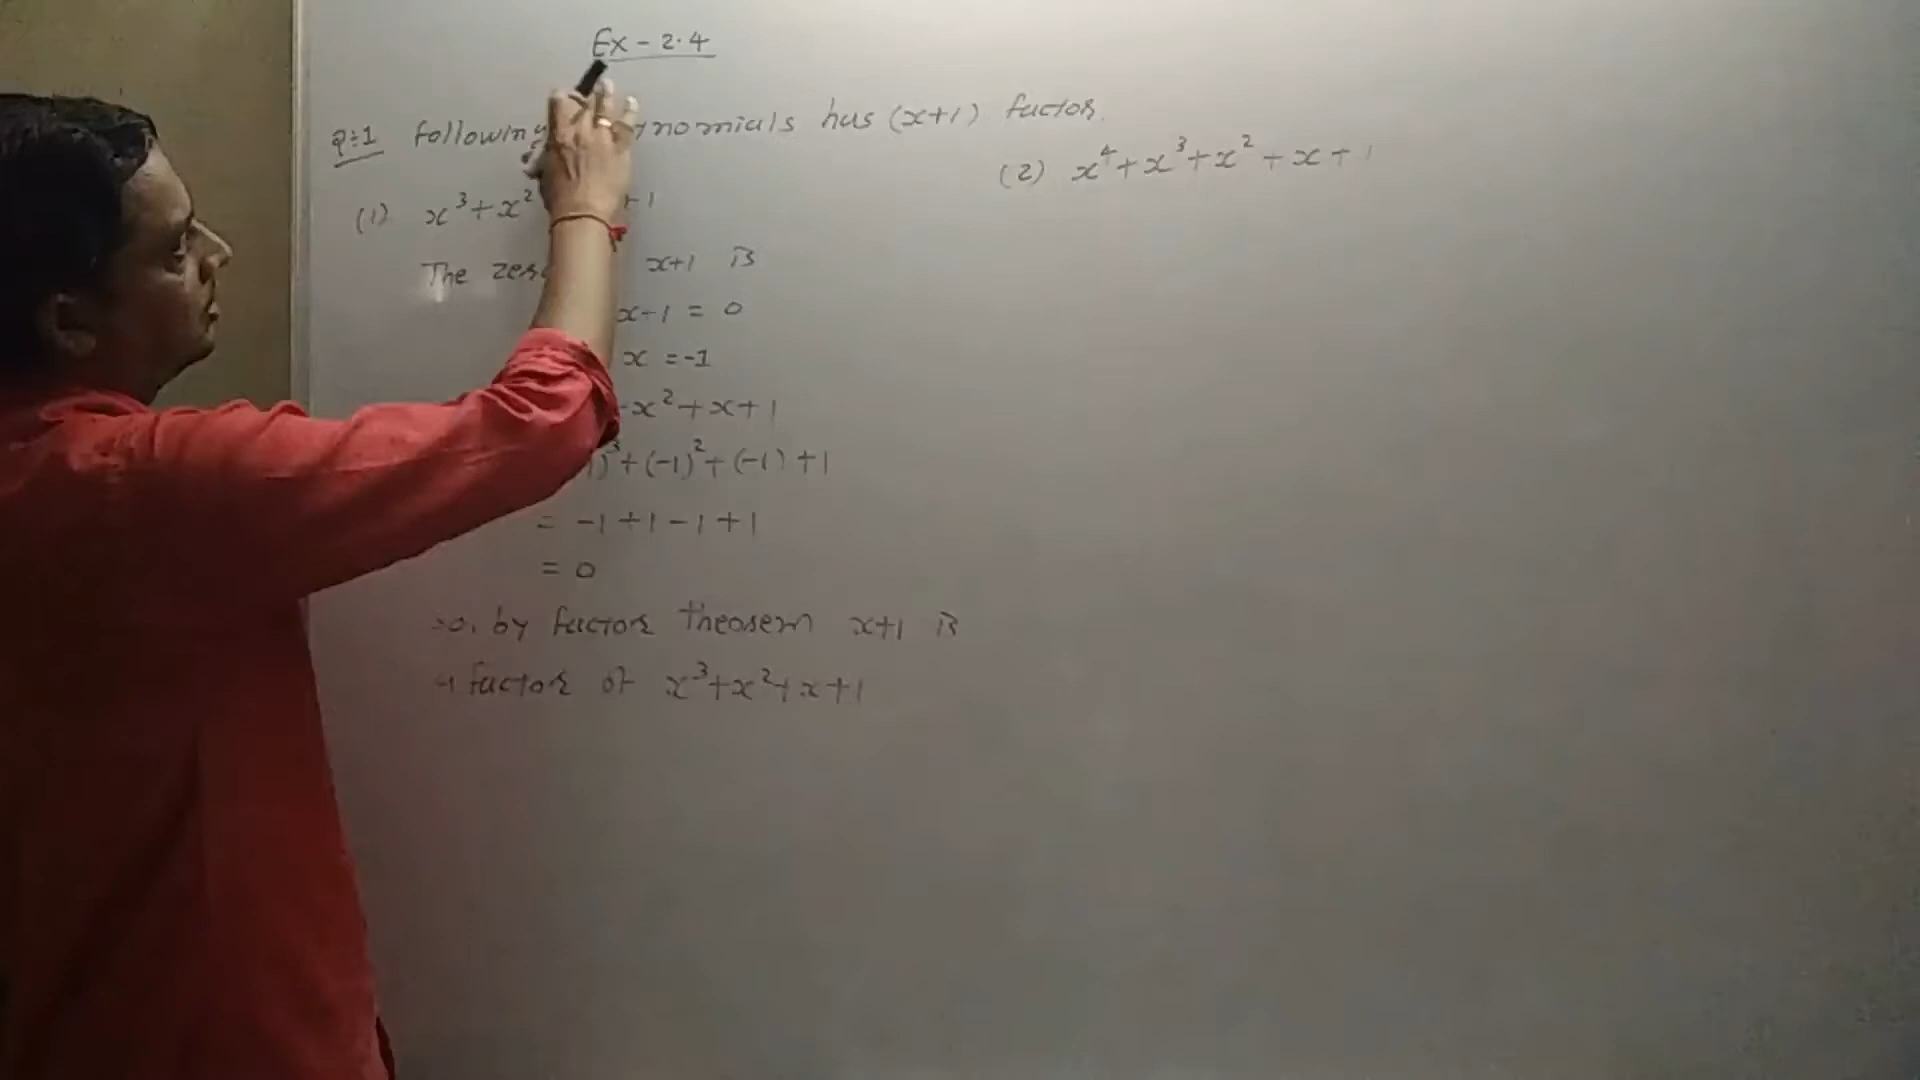 Ex - 2.4
Q:1 Following nomials has (x+1) factor.
(1) x³+x² +1
The x+1 is
x+1 = 0
x = -1
x²+x+1
)³+(-1)²+(-1)+1
= -1+1-1+1
= 0
so, by factor theorem x+1 is
a factor of x³+x²+x+1
(2) x⁴+x³+x²+x+1